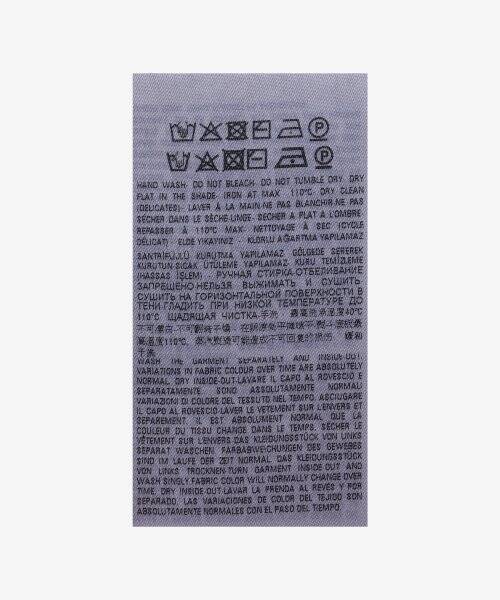 HAND WASH- DO NOT BLEACH- DO NOT TUMBLE DRY- DRY
FLAT IN THE SHADE- IRON AT MAX. 110°C- DRY CLEAN
(DELICATES)- LAVER À LA MAIN-NE PAS BLANCHIR-NE PAS
SÉCHER DANS LE SÈCHE-LINGE- SÉCHER A PLAT A L'OMBRE-
REPASSER À 110°C MAX- NETTOYAGE À SEC (CYCLE
DÉLICAT)- ELDE YIKAYINIZ - KLORLU AĞARTMA YAPILAMAZ
SANTRİFÜJLÜ KURUTMA YAPILAMAZ GÖLGEDE SEREREK
KURUTUN-SICAK ÜTÜLEME YAPILAMAZ. KURU TEMİZLEME
(HASSAS İŞLEM) РУЧНАЯ СТИРКА-ОТБЕЛИВАНИЕ
ЗАПРЕЩЕНО-НЕЛЬЗЯ ВЫЖИМАТЬ И СУШИТЬ-
СУШИТЬ НА ГОРИЗОНТАЛЬНОЙ ПОВЕРХНОСТИ В
ТЕНИ-ГЛАДИТЬ ПРИ НИЗКОЙ ТЕМПЕРАТУРЕ ДО
110°C, ЩАДЯЩАЯ ЧИСТКА- 手洗 40°C
110°C,
WASH THE GARMENT SEPARATELY AND INSIDE-OUT.
VARIATIONS IN FABRIC COLOUR OVER TIME ARE ABSOLUTELY
NORMAL. DRY INSIDE-OUT-LAVARE IL CAPO AL ROVESCIO E
SEPARATAMENTE. SONO ASSOLUTAMENTE NORMALI
VARIAZIONI DI COLORE DEL TESSUTO NEL TEMPO. ASCIUGARE
IL CAPO AL ROVESCIO-LAVER LE VETEMENT SUR L'ENVERS ET
SEPAREMENT. IL EST ABSOLUMENT NORMAL QUE LA
COULEUR DU TISSU CHANGE DANS LE TEMPS. SÉCHER LE
VÊTEMENT SUR L'ENVERS DAS KLEIDUNGSSTÜCK VON LINKS
SEPARAT WASCHEN. FARBABWEICHUNGEN DES GEWEBES
SIND IM LAUFE DER ZEIT NORMAL. DAS KLEIDUNGSSTÜCK
VON LINKS TROCKNEN-TURN GARMENT INSIDE OUT AND
WASH SINGLY.FABRIC COLOR WILL NORMALLY CHANGE OVER
TIME. DRY INSIDE-OUT-LAVAR LA PRENDA AL REVÉS Y POR
SEPARADO. LAS VARIACIONES DE COLOR DEL TEJIDO SON
ABSOLUTAMENTE NORMALES CON EL PASO DEL TIEMPO.